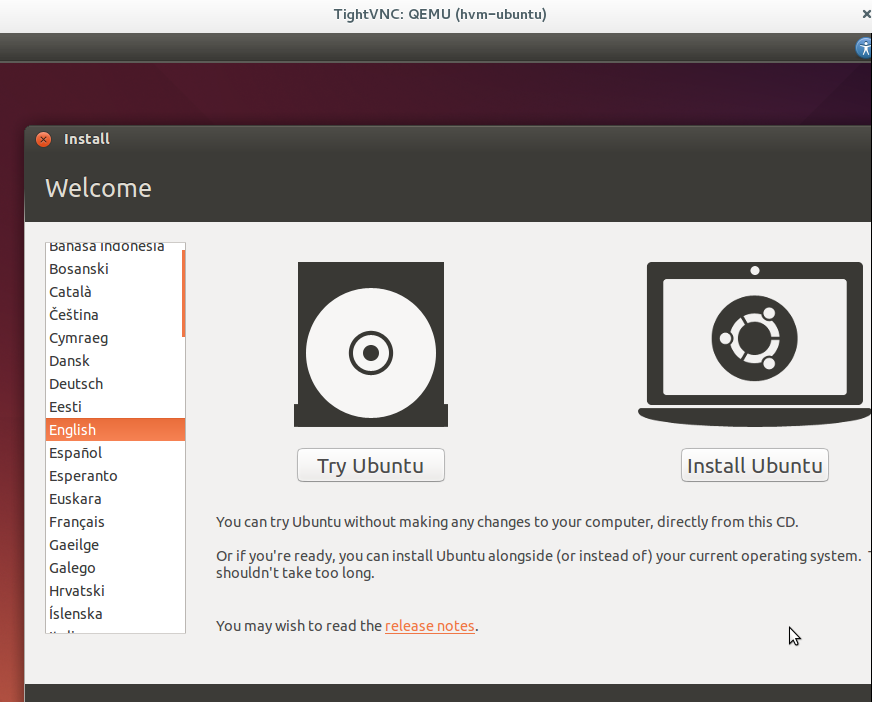 TightVNC: QEMU (hvm-ubuntu)
Install
Welcome
Bahasa Indonesia
Bosanski
Català
Čeština
Cymraeg
Dansk
Deutsch
Eesti
English
Español
Esperanto
Euskara
Français
Gaeilge
Galego
Hrvatski
Íslenska
Try Ubuntu
Install Ubuntu
You can try Ubuntu without making any changes to your computer, directly from this CD.
Or if you're ready, you can install Ubuntu alongside (or instead of) your current operating system.
shouldn't take too long.
You may wish to read the release notes.